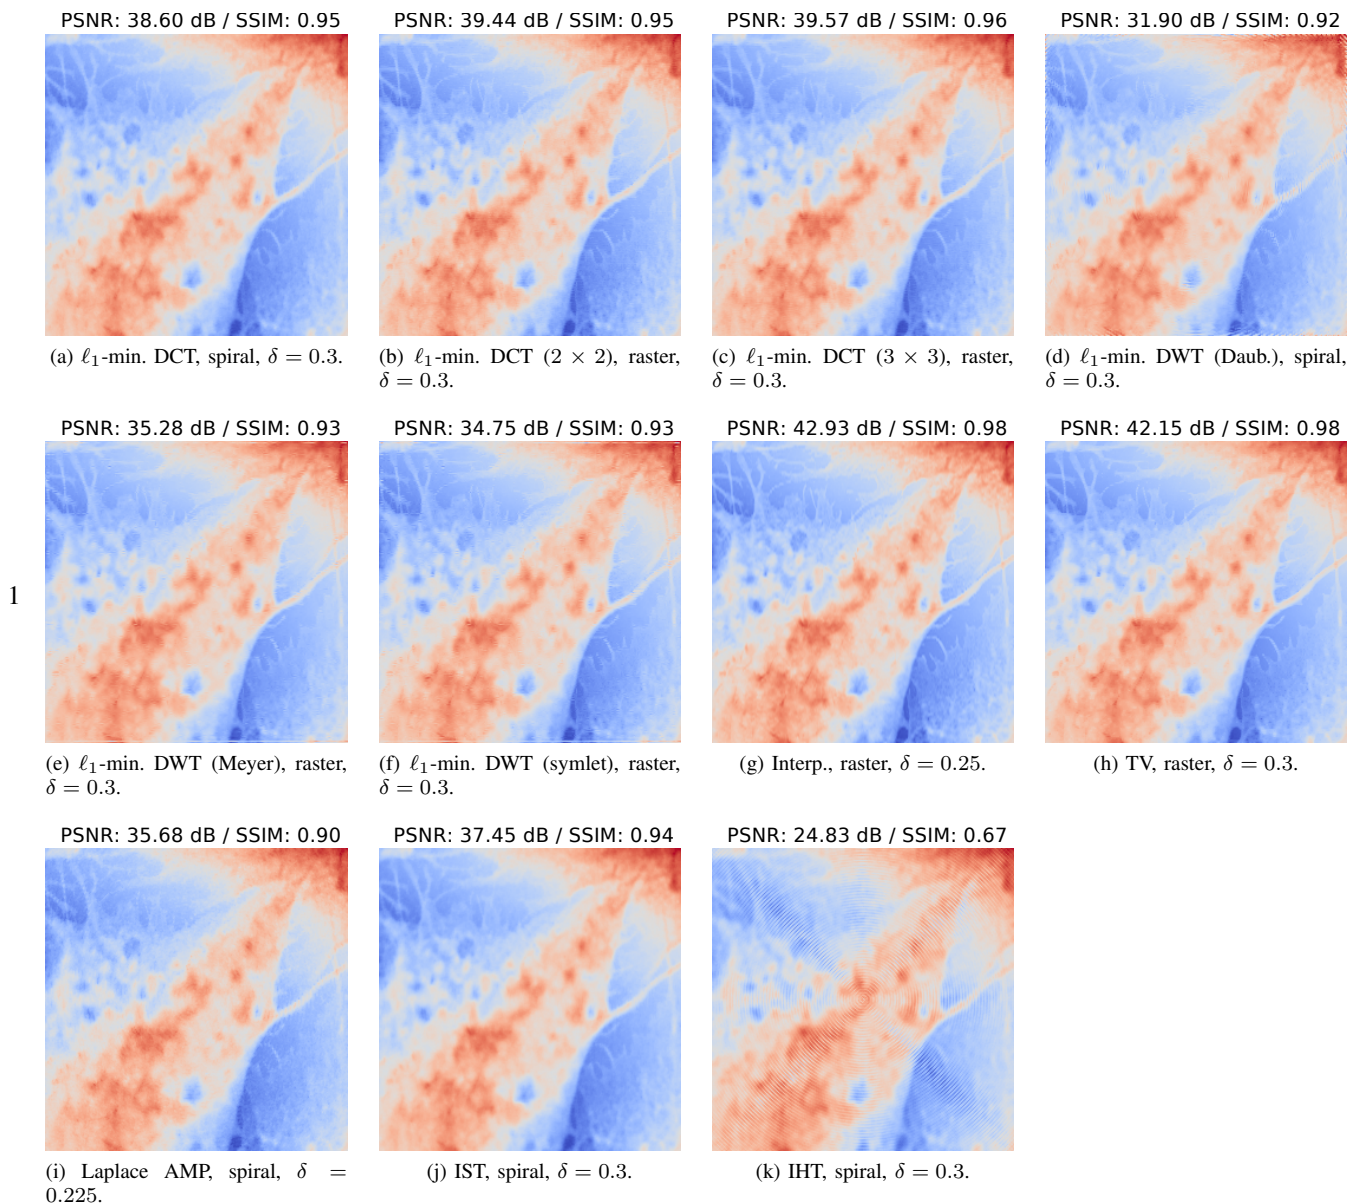 PSNR: 38.60 dB / SSIM: 0.95
PSNR: 39.44 dB / SSIM: 0.95
PSNR: 39.57 dB / SSIM: 0.96
PSNR: 31.90 dB / SSIM: 0.92
(a) ℓ₁-min. DCT, spiral, δ = 0.3.
(b) ℓ₁-min. DCT (2 × 2), raster,
δ = 0.3.
(c) ℓ₁-min. DCT (3 × 3), raster,
δ = 0.3.
(d) ℓ₁-min. DWT (Daub.), spiral,
δ = 0.3.
PSNR: 35.28 dB / SSIM: 0.93
PSNR: 34.75 dB / SSIM: 0.93
PSNR: 42.93 dB / SSIM: 0.98
PSNR: 42.15 dB / SSIM: 0.98
1
(e) ℓ₁-min. DWT (Meyer), raster,
δ = 0.3.
(f) ℓ₁-min. DWT (symlet), raster,
δ = 0.3.
(g) Interp., raster, δ = 0.25.
(h) TV, raster, δ = 0.3.
PSNR: 35.68 dB / SSIM: 0.90
PSNR: 37.45 dB / SSIM: 0.94
PSNR: 24.83 dB / SSIM: 0.67
(i) Laplace AMP, spiral, δ =
0.225.
(j) IST, spiral, δ = 0.3.
(k) IHT, spiral, δ = 0.3.